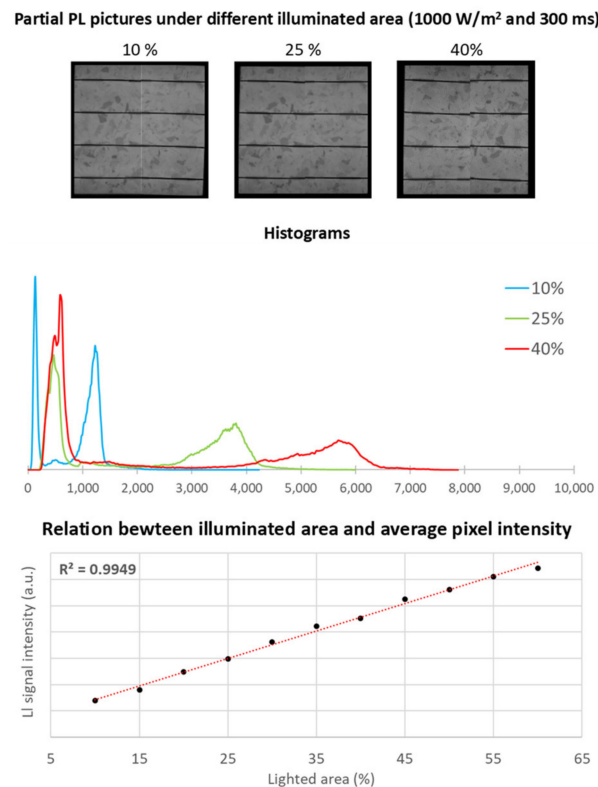 Partial PL pictures under different illuminated area (1000 W/m² and 300 ms)
10 % 25 % 40%
Histograms
10%
25%
40%
0 1,000 2,000 3,000 4,000 5,000 6,000 7,000 8,000 9,000 10,000
Relation bewteen illuminated area and average pixel intensity
R² = 0.9949
LI signal intensity (a.u.)
5 15 25 35 45 55 65
Lighted area (%)